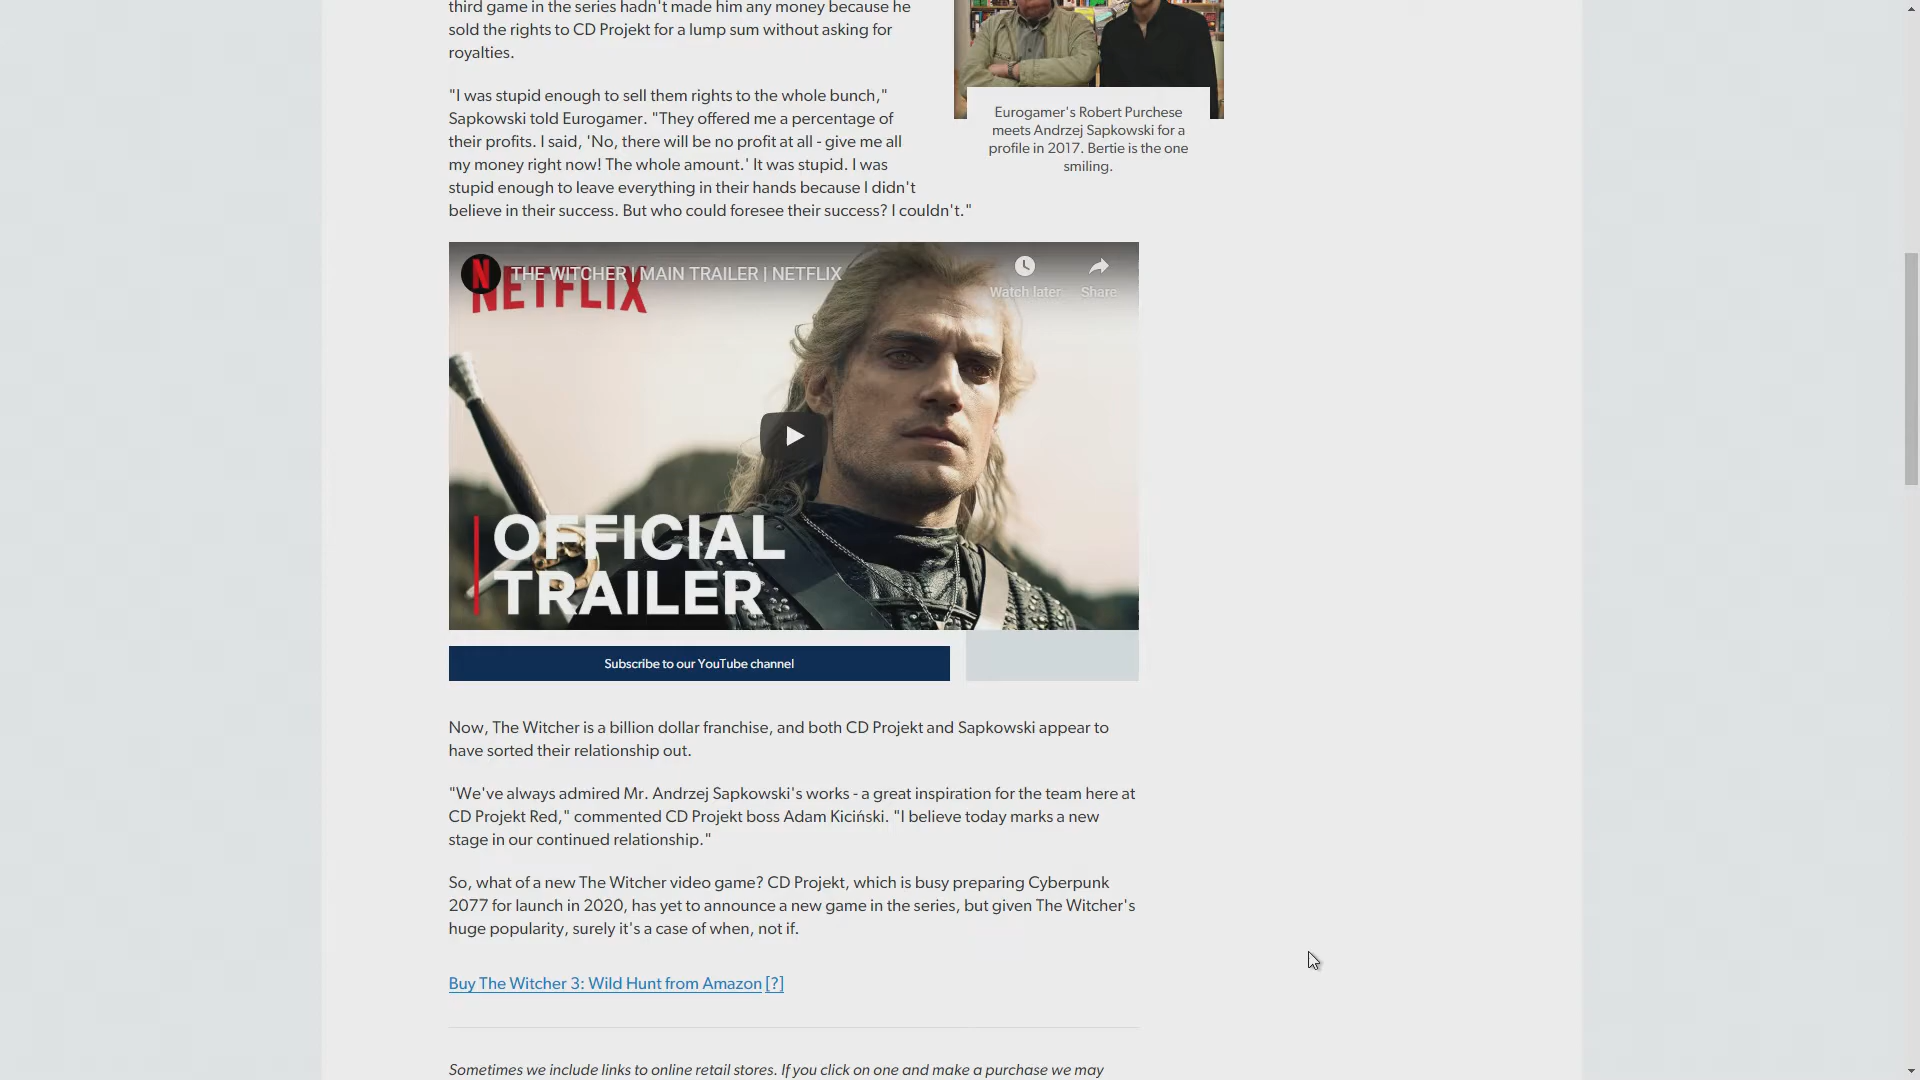 third game in the series hadn't made him any money because he
sold the rights to CD Projekt for a lump sum without asking for
royalties.
"I was stupid enough to sell them rights to the whole bunch,"
Sapkowski told Eurogamer. "They offered me a percentage of
their profits. I said, 'No, there will be no profit at all - give me all
my money right now! The whole amount.' It was stupid. I was
stupid enough to leave everything in their hands because I didn't
believe in their success. But who could foresee their success? I couldn't."
Eurogamer's Robert Purchese
meets Andrzej Sapkowski for a
profile in 2017. Bertie is the one
smiling.
THE WITCHER | MAIN TRAILER | NETFLIX
NETFLIX
Watch later
Share
OFFICIAL
TRAILER
Subscribe to our YouTube channel
Now, The Witcher is a billion dollar franchise, and both CD Projekt and Sapkowski appear to
have sorted their relationship out.
"We've always admired Mr. Andrzej Sapkowski's works - a great inspiration for the team here at
CD Projekt Red," commented CD Projekt boss Adam Kiciński. "I believe today marks a new
stage in our continued relationship."
So, what of a new The Witcher video game? CD Projekt, which is busy preparing Cyberpunk
2077 for launch in 2020, has yet to announce a new game in the series, but given The Witcher's
huge popularity, surely it's a case of when, not if.
Buy The Witcher 3: Wild Hunt from Amazon [?]
Sometimes we include links to online retail stores. If you click on one and make a purchase we may